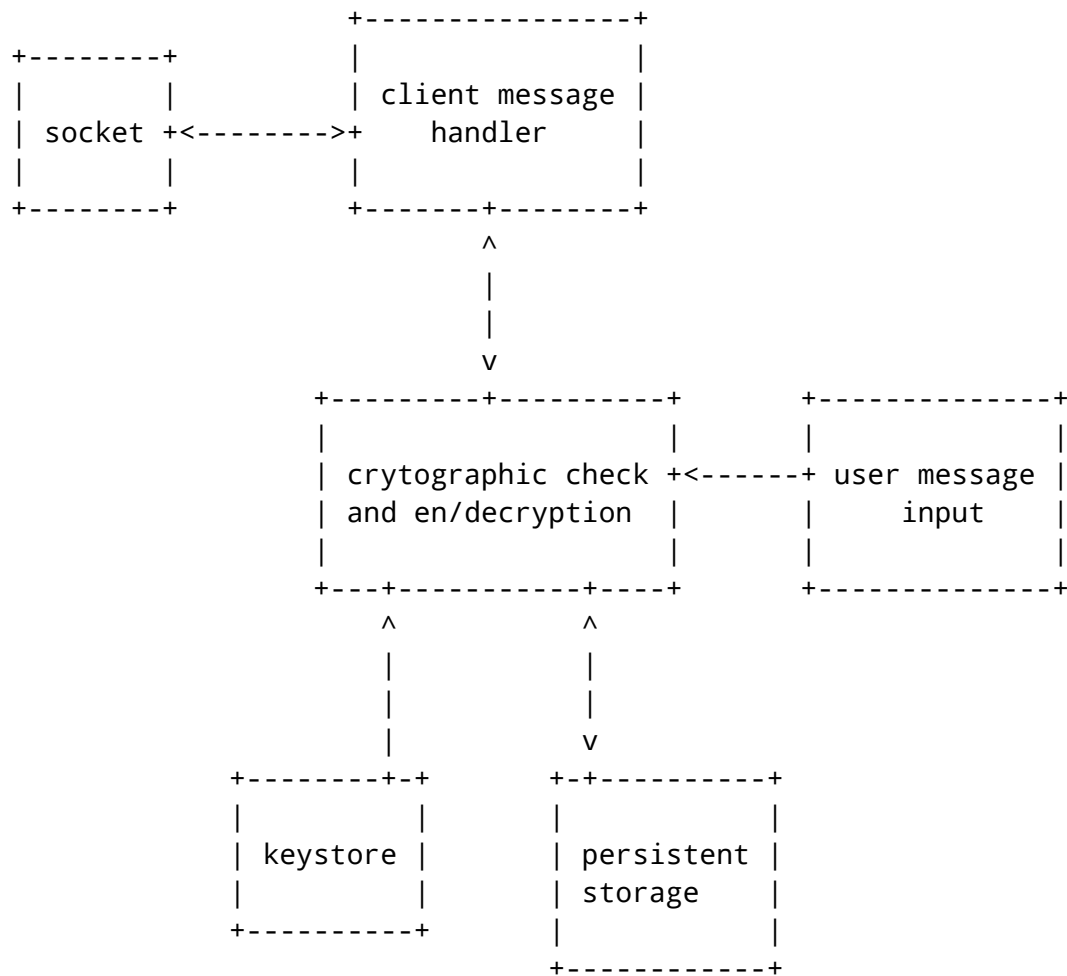 client message
handler
socket
crytographic check
and en/decryption
user message
input
keystore
persistent
storage